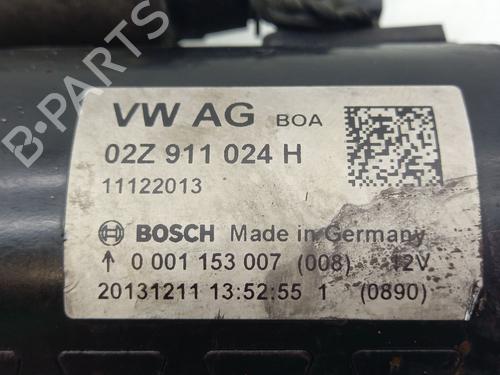 VW AG BOA
02Z 911 024 H
11122013
BOSCH Made in Germany
0 001 153 007 (008) 12V
20131211 13:52:55 1 (0890)
B-PARTS